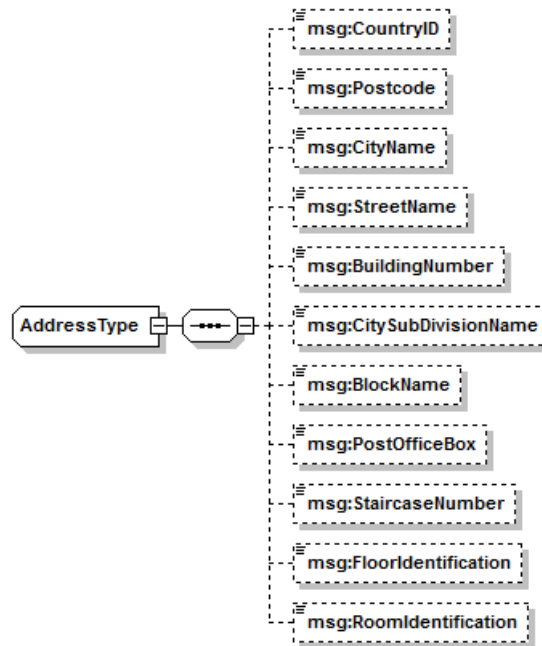 msg:CountryID
msg:Postcode
msg:CityName
msg:StreetName
msg:BuildingNumber
AddressType
msg:CitySubDivisionName
msg:BlockName
msg:PostOfficeBox
msg:StaircaseNumber
msg:FloorIdentification
msg:RoomIdentification